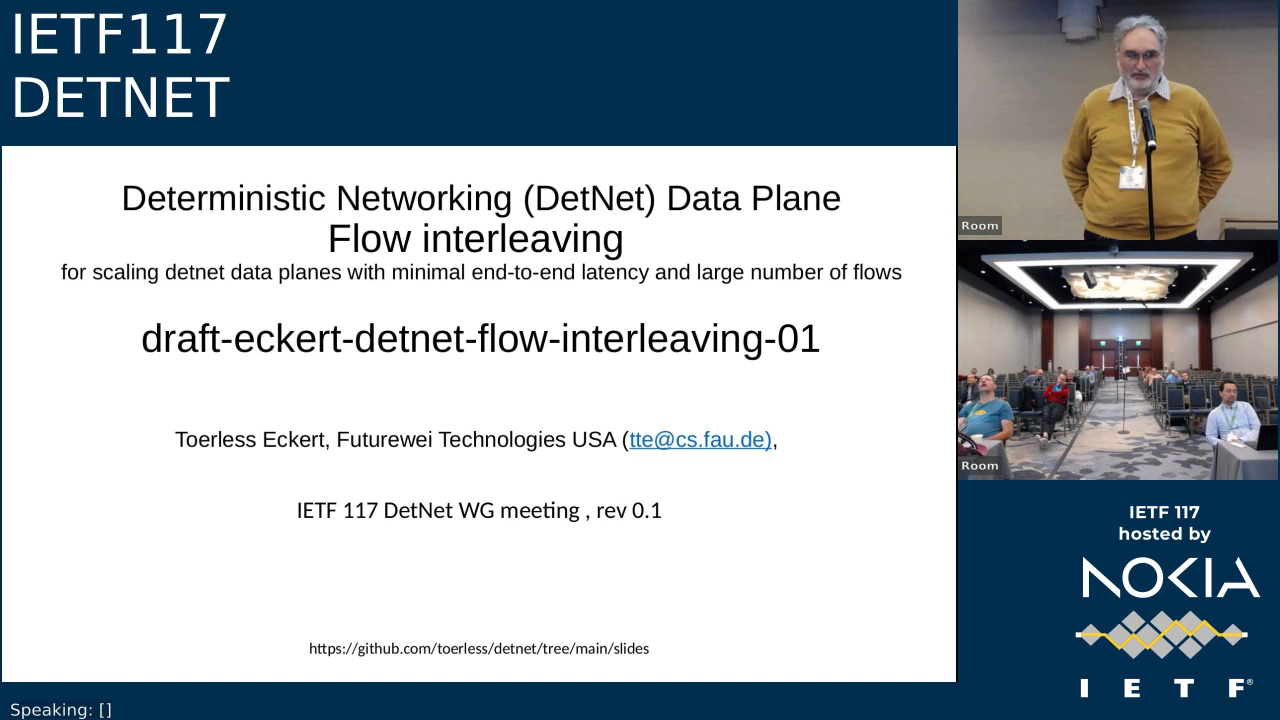 IETF117
DETNET
Deterministic Networking (DetNet) Data Plane
Flow interleaving
for scaling detnet data planes with minimal end-to-end latency and large number of flows
draft-eckert-detnet-flow-interleaving-01
Toerless Eckert, Futurewei Technologies USA (tte@cs.fau.de),
IETF 117 DetNet WG meeting , rev 0.1
https://github.com/toerless/detnet/tree/main/slides
Room
Room
IETF 117
hosted by
NOKIA
I E T F®
Speaking: []